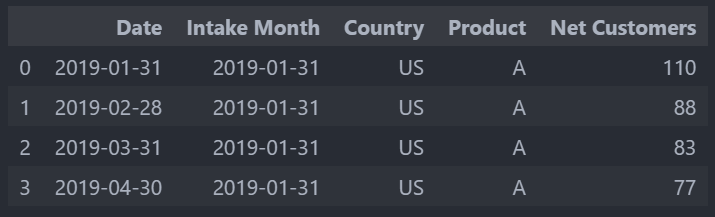 Date Intake Month Country Product Net Customers
0 2019-01-31 2019-01-31 US A 110
1 2019-02-28 2019-01-31 US A 88
2 2019-03-31 2019-01-31 US A 83
3 2019-04-30 2019-01-31 US A 77